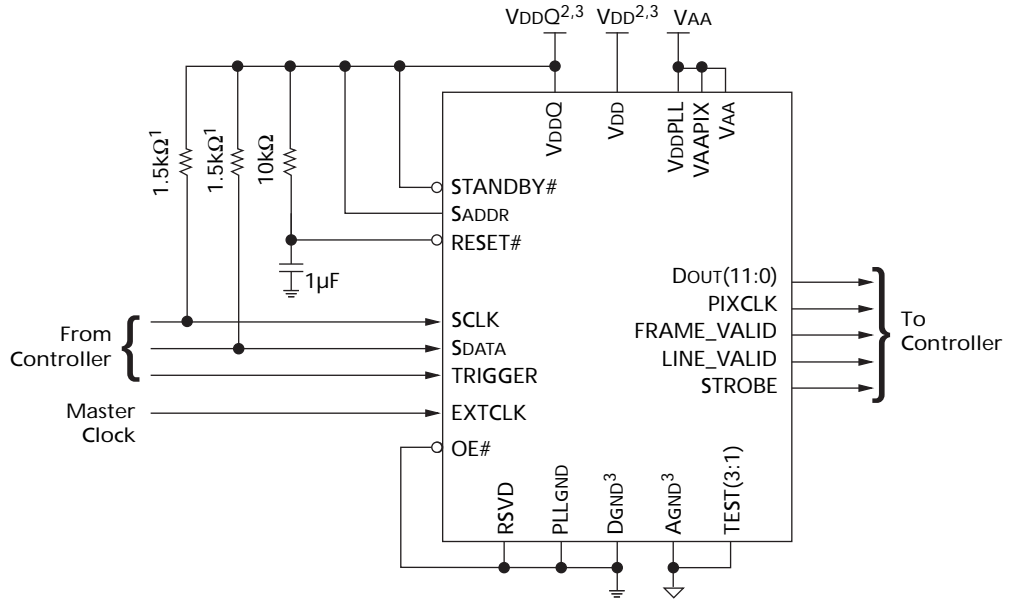 VDDQ2,3 VDD2,3 VAA
VDDQ
VDD
VDDPLL
VAAPIX
VAA
1.5kΩ1
1.5kΩ1
10kΩ
STANDBY#
SADDR
RESET#
1µF
DOUT(11:0)
PIXCLK
FRAME_VALID
LINE_VALID
STROBE
To
Controller
From
Controller
SCLK
SDATA
TRIGGER
Master
Clock
EXTCLK
OE#
RSVD
PLLGND
DGND3
AGND3
TEST(3:1)